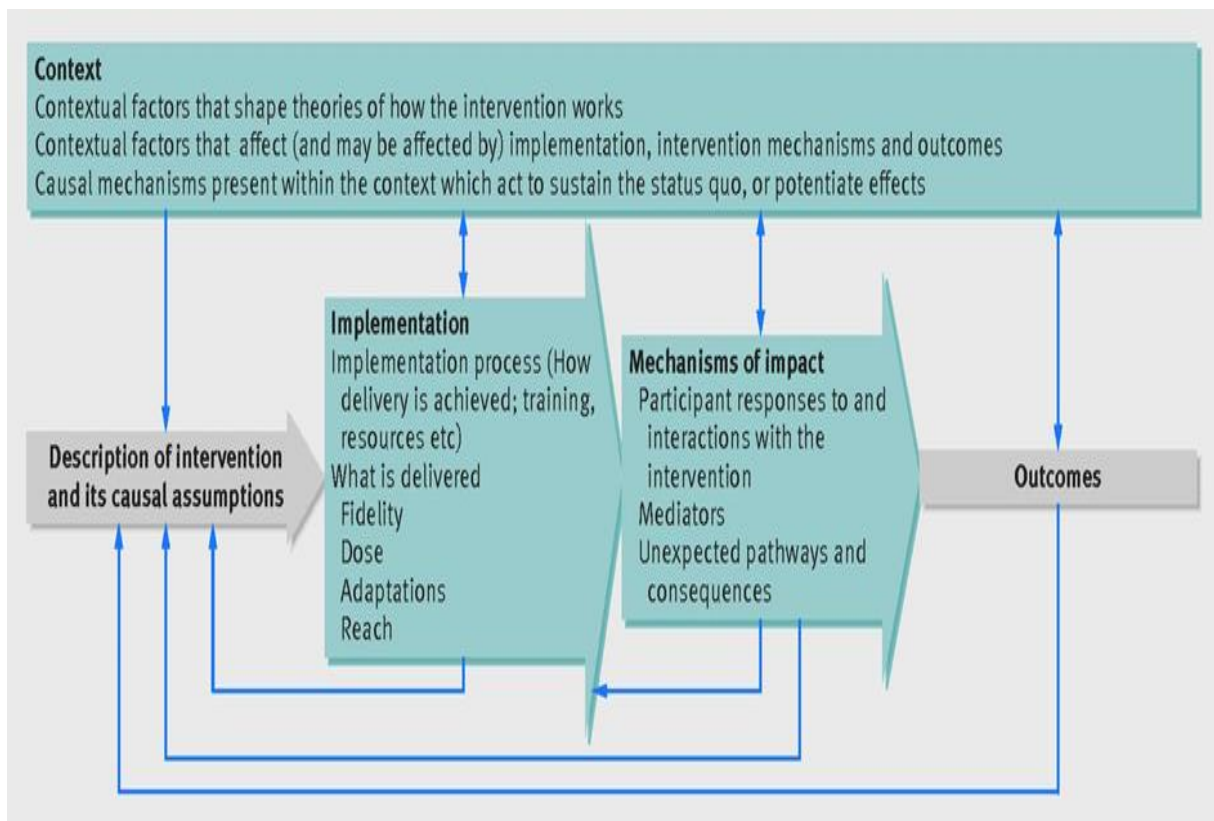 Context
Contextual factors that shape theories of how the intervention works
Contextual factors that affect (and may be affected by) implementation, intervention mechanisms and outcomes
Causal mechanisms present within the context which act to sustain the status quo, or potentiate effects
Description of intervention
and its causal assumptions
Implementation
Implementation process (How
delivery is achieved; training,
resources etc)
What is delivered
Fidelity
Dose
Adaptations
Reach
Mechanisms of impact
Participant responses to and
interactions with the
intervention
Mediators
Unexpected pathways and
consequences
Outcomes